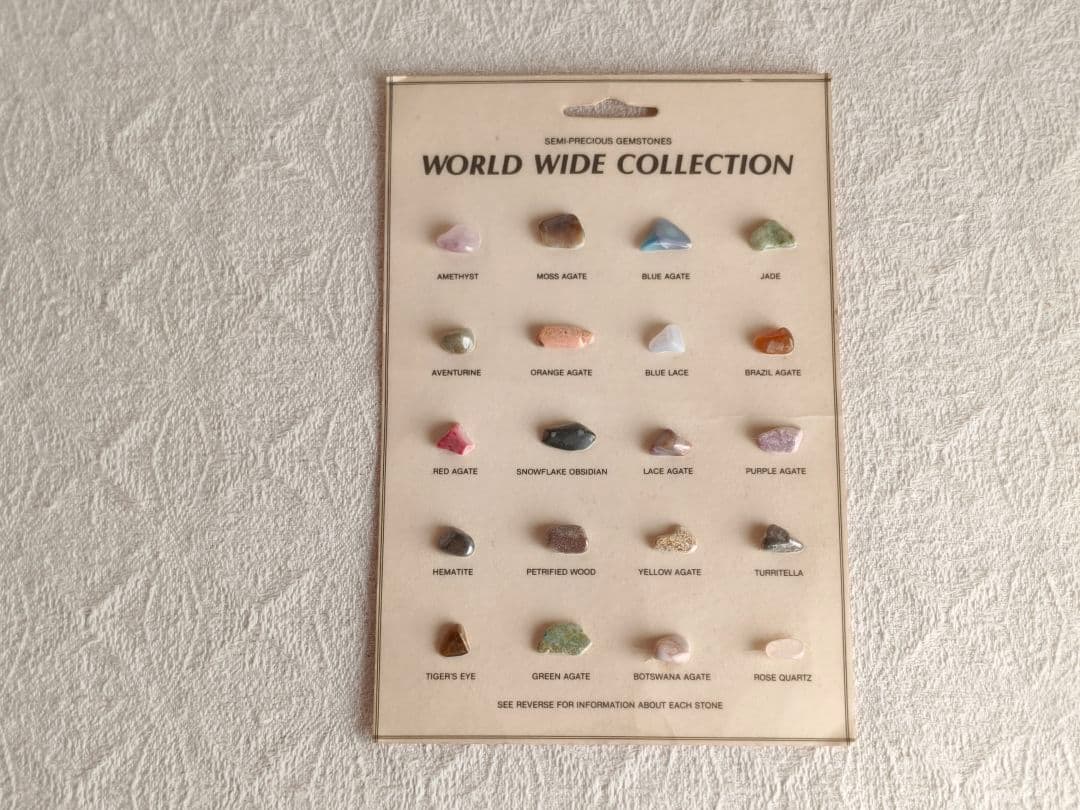 SEMI-PRECIOUS GEMSTONES
WORLD WIDE COLLECTION
AMETHYST MOSS AGATE BLUE AGATE JADE
AVENTURINE ORANGE AGATE BLUE LACE BRAZIL AGATE
RED AGATE SNOWFLAKE OBSIDIAN LACE AGATE PURPLE AGATE
HEMATITE PETRIFIED WOOD YELLOW AGATE TURRITELLA
TIGER'S EYE GREEN AGATE BOTSWANA AGATE ROSE QUARTZ
SEE REVERSE FOR INFORMATION ABOUT EACH STONE